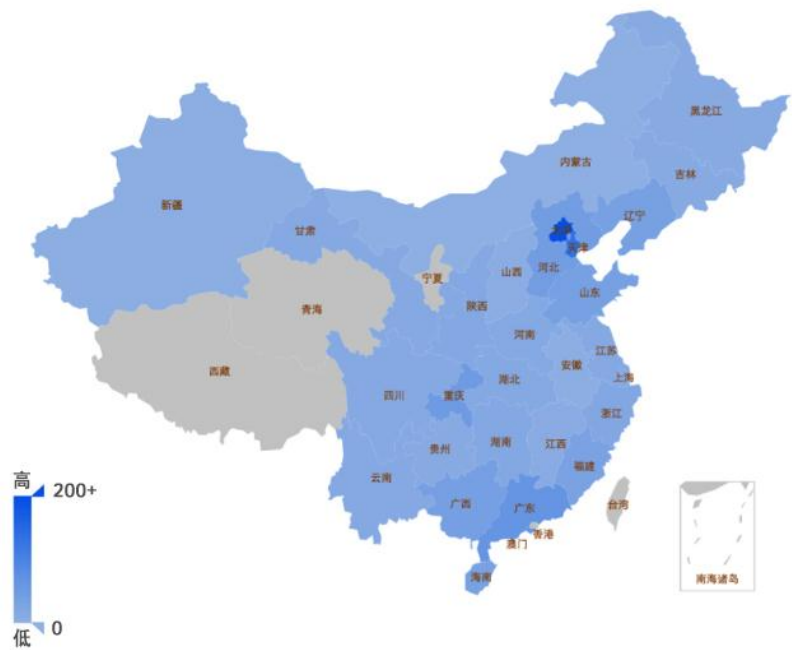 黑龙江
内蒙古
吉林
新疆
辽宁
甘肃
北京
天津
河北
宁夏
山西
山东
青海
陕西
河南
江苏
安徽
西藏
上海
湖北
四川
重庆
浙江
湖南
江西
贵州
福建
云南
高
200+
广西
广东
台湾
香港
澳门
海南
南海诸岛
0
低